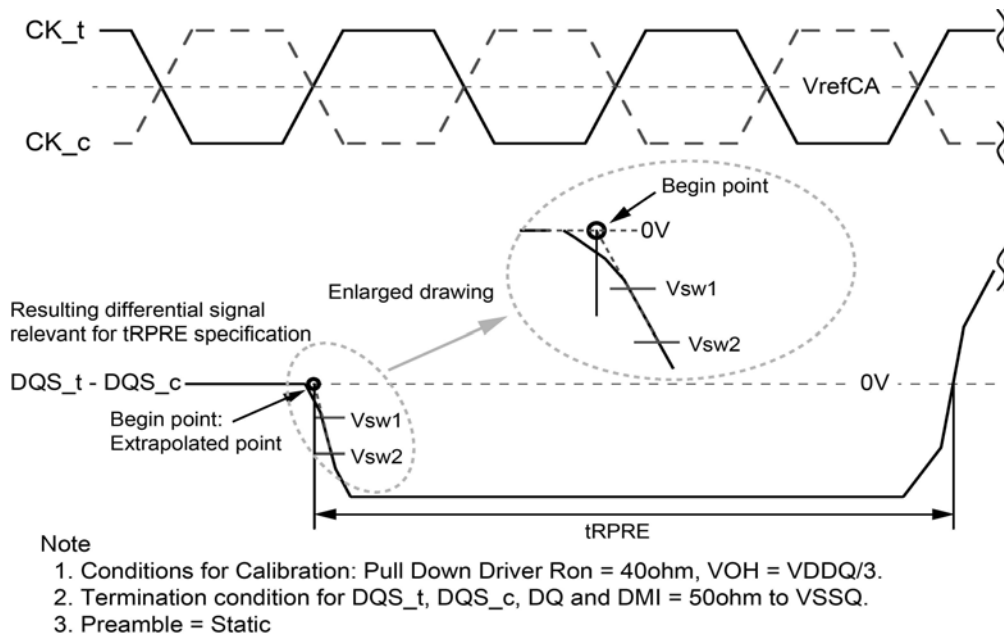 CK_t
VrefCA
CK_c
Begin point
0V
Vsw1
Enlarged drawing
Vsw2
Resulting differential signal
relevant for tRPRE specification
DQS_t - DQS_c
0V
Begin point:
Extrapolated point
Vsw1
Vsw2
tRPRE
Note
1. Conditions for Calibration: Pull Down Driver Ron = 40ohm, VOH = VDDQ/3.
2. Termination condition for DQS_t, DQS_c, DQ and DMI = 50ohm to VSSQ.
3. Preamble = Static